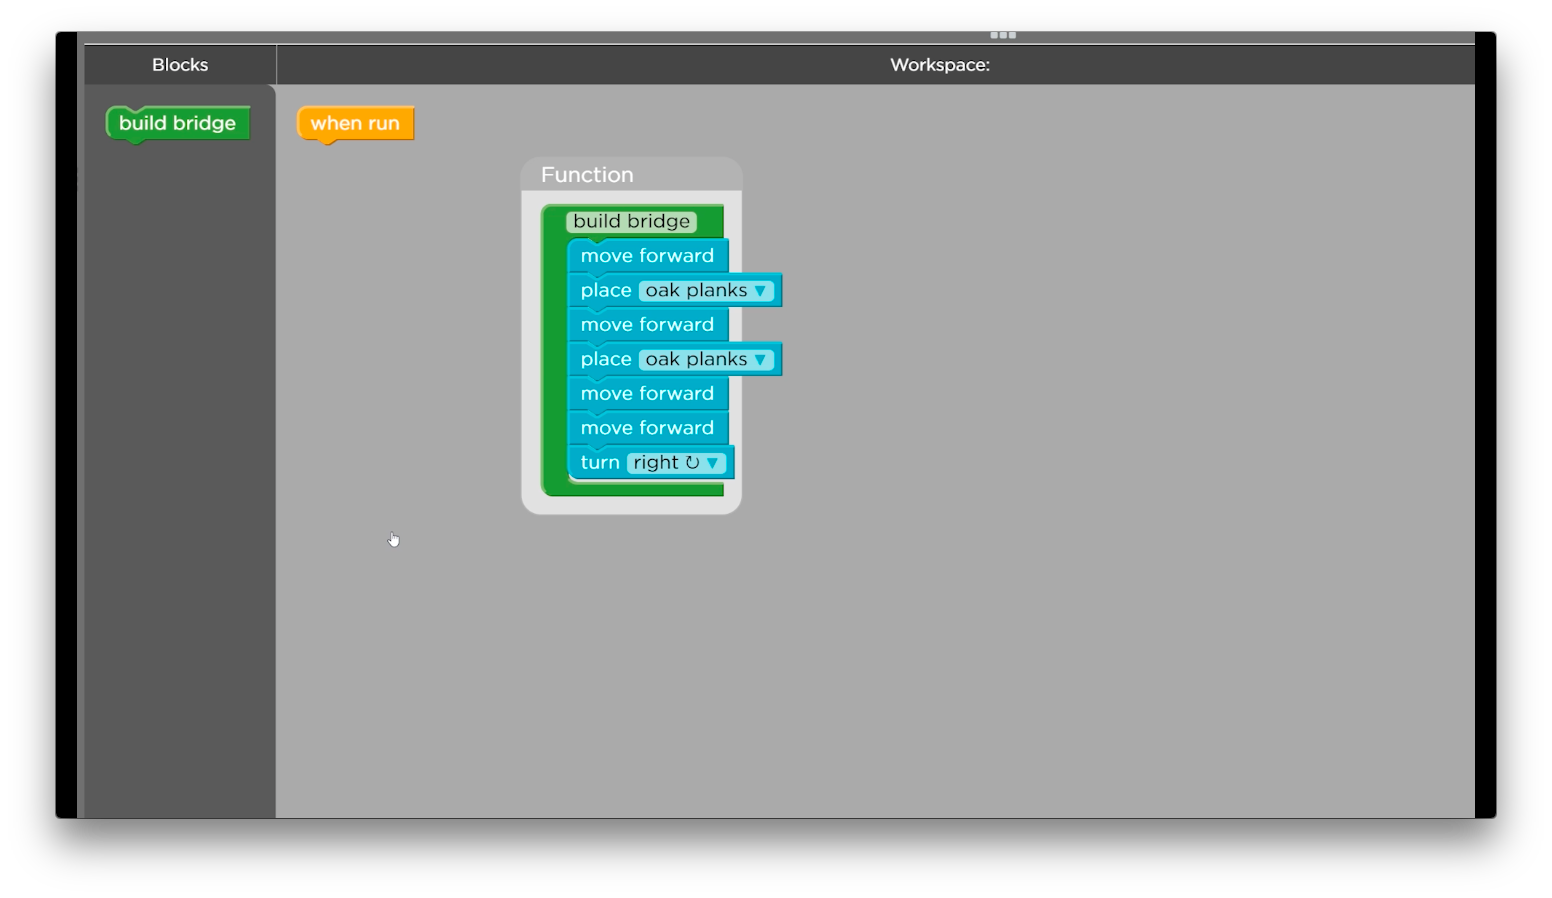 Blocks
Workspace:
build bridge
when run
Function
build bridge
move forward
place oak planks ▼
move forward
place oak planks ▼
move forward
move forward
turn right ↻ ▼